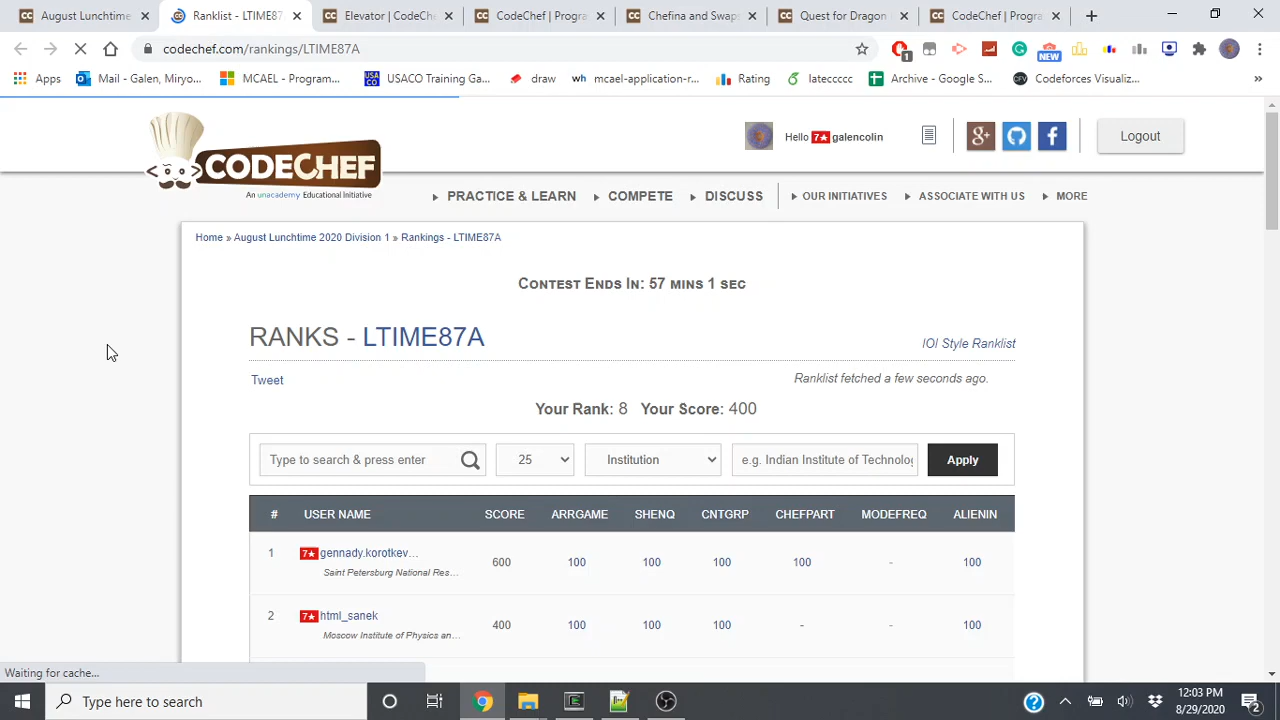 August Lunchtime
Ranklist - LTIME87
Elevator | CodeChe
CodeChef | Progra
Chefina and Swap
Quest for Dragon
CodeChef | Progra
codechef.com/rankings/LTIME87A
1
NEW
Apps
Mail - Galen, Miryo...
MCAEL - Program...
USACO
USACO Training Ga...
draw
wh
mcael-application-r...
Rating
lateccccc
Archive - Google S...
CFV
Codeforces Visualiz...
»
CODECHEF
An unacademy Educational Initiative
Hello 7★ galencolin
g+
Logout
PRACTICE & LEARN
COMPETE
DISCUSS
OUR INITIATIVES
ASSOCIATE WITH US
MORE
Home » August Lunchtime 2020 Division 1 » Rankings - LTIME87A
Contest Ends In: 57 mins 1 sec
RANKS - LTIME87A
IOI Style Ranklist
Tweet
Ranklist fetched a few seconds ago.
Your Rank: 8 Your Score: 400
Type to search & press enter
25
Institution
e.g. Indian Institute of Technolog
Apply
# USER NAME SCORE ARRGAME SHENQ CNTGRP CHEFPART MODEFREQ ALIENIN
1 7★ gennady.korotkev... 600 100 100 100 100 - 100
Saint Petersburg National Res...
2 7★ html_sanek 400 100 100 100 - - 100
Moscow Institute of Physics an...
Waiting for cache...
Type here to search
12:03 PM
8/29/2020
2